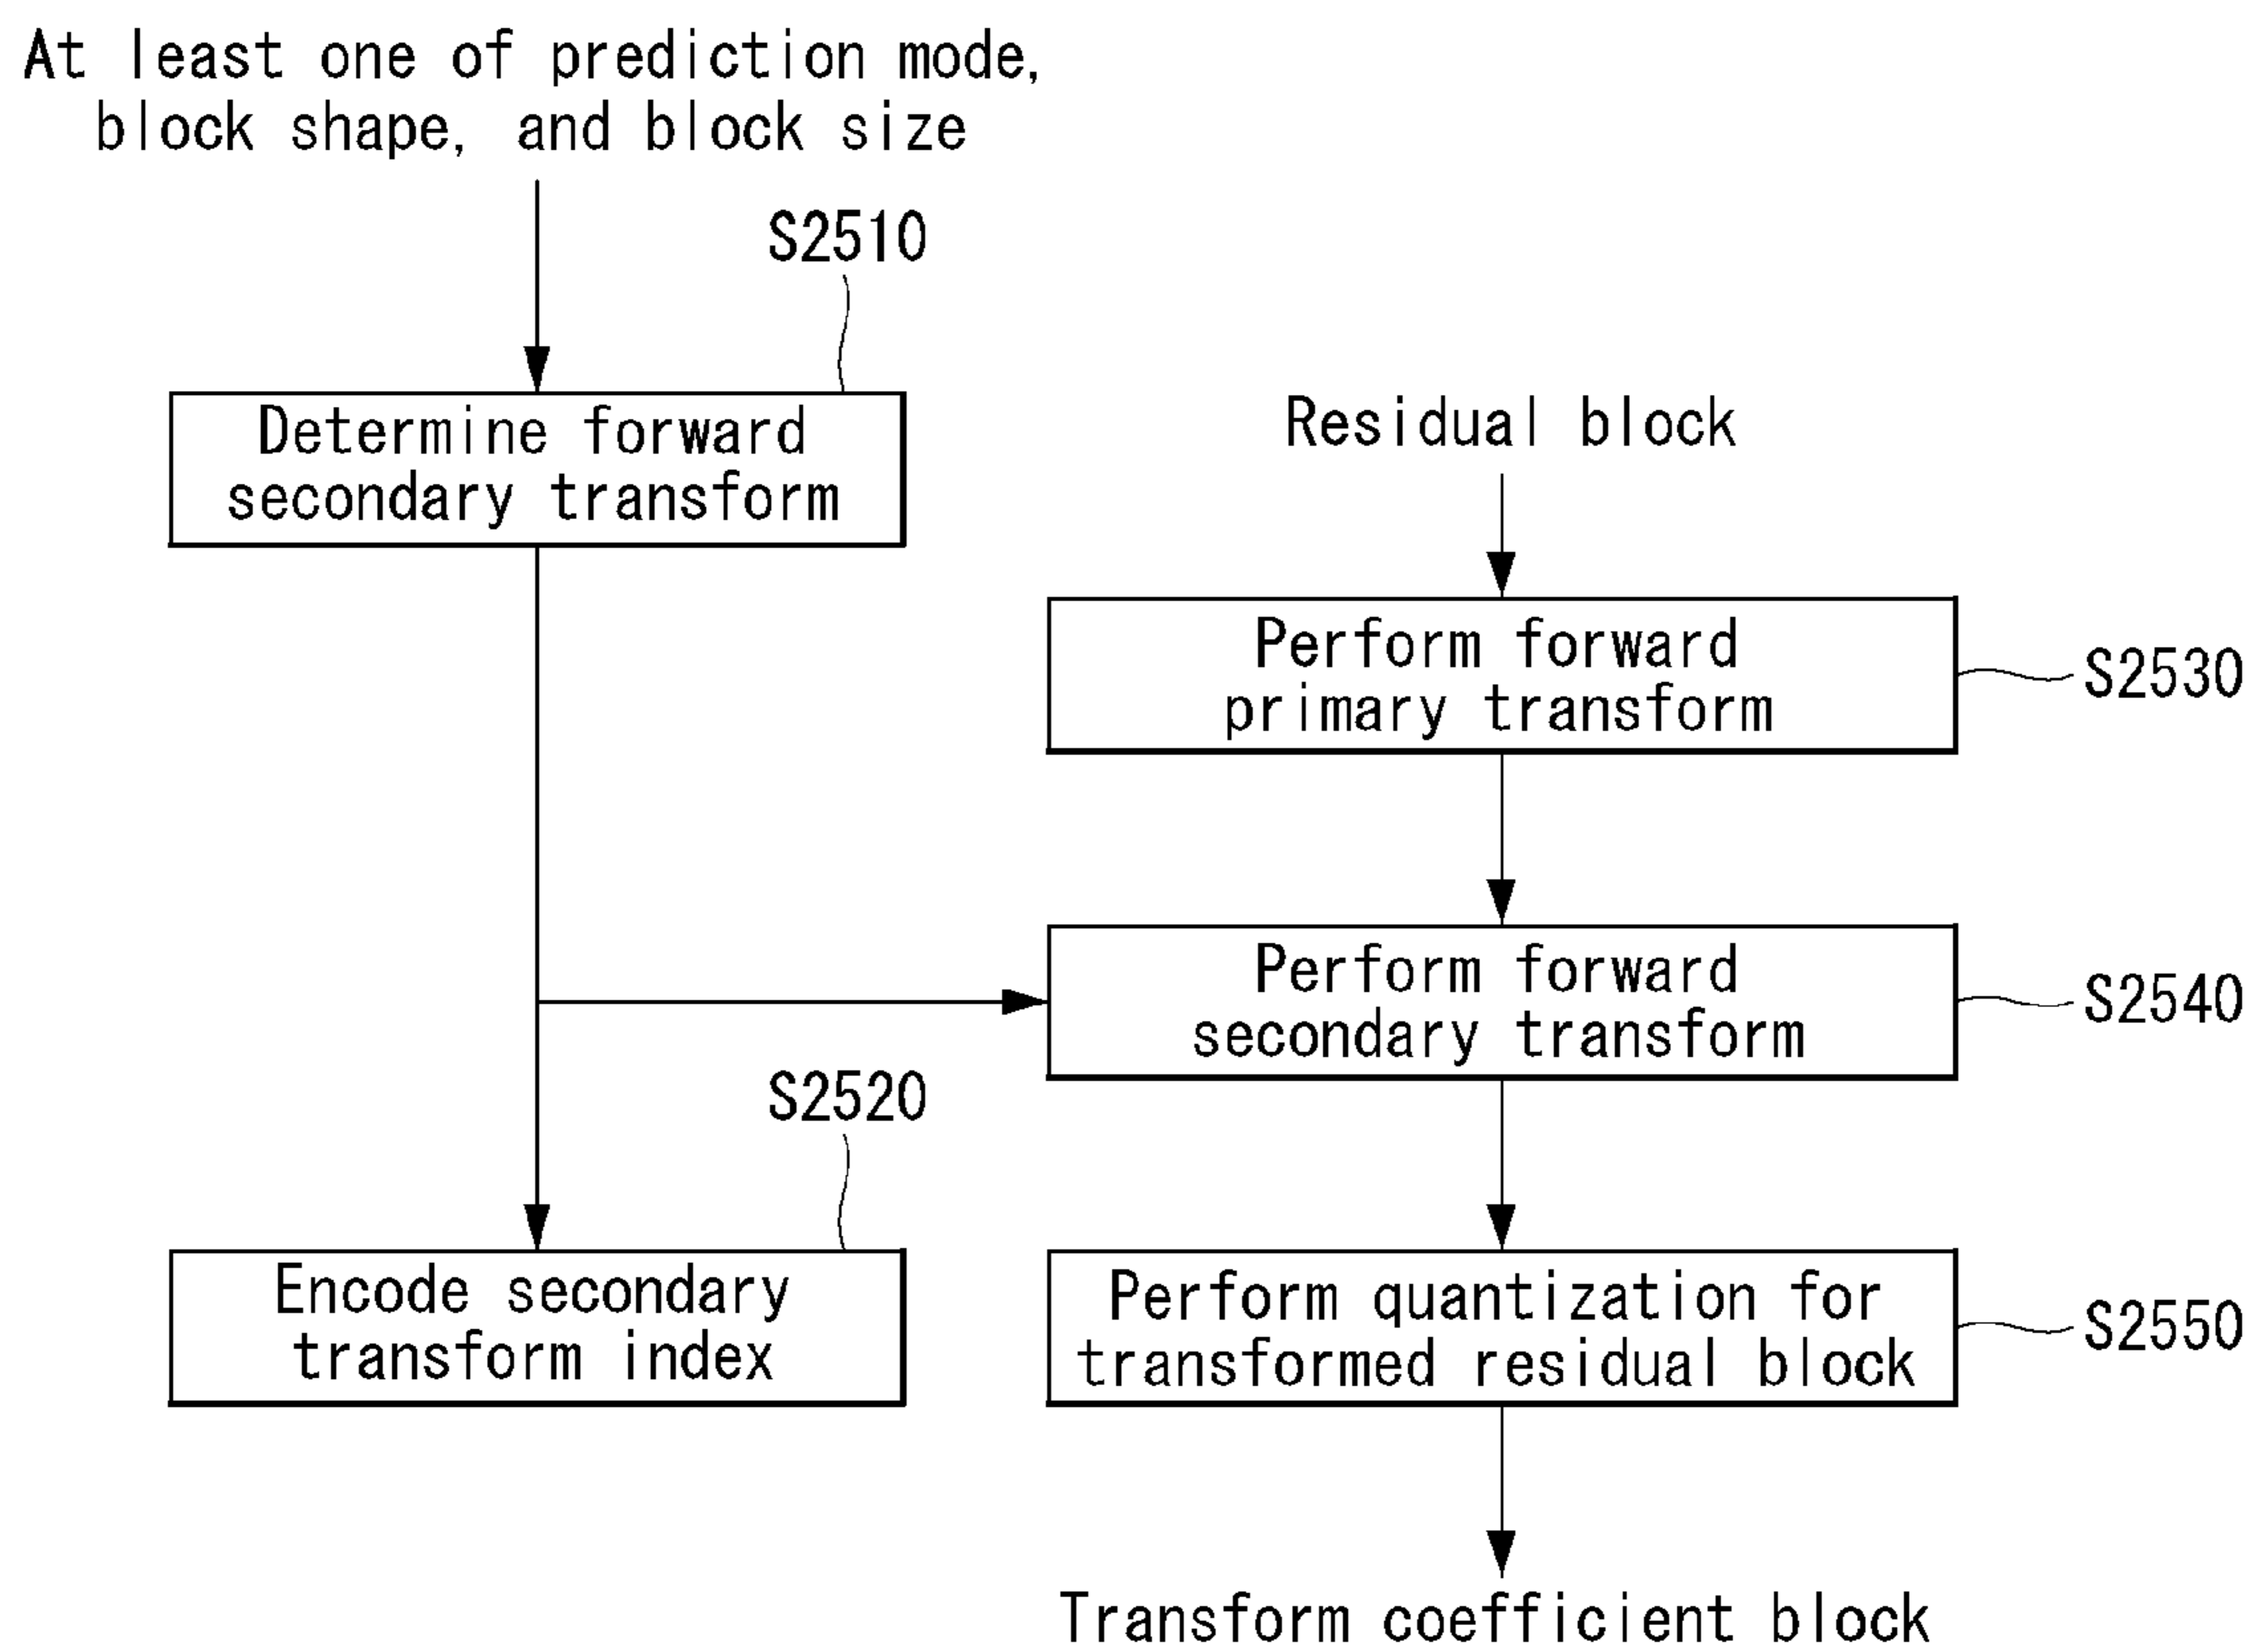 At least one of prediction mode,
block shape, and block size
S2510
Determine forward
secondary transform
Residual block
Perform forward
primary transform
S2530
Perform forward
secondary transform
S2540
S2520
Encode secondary
transform index
Perform quantization for
transformed residual block
S2550
Transform coefficient block